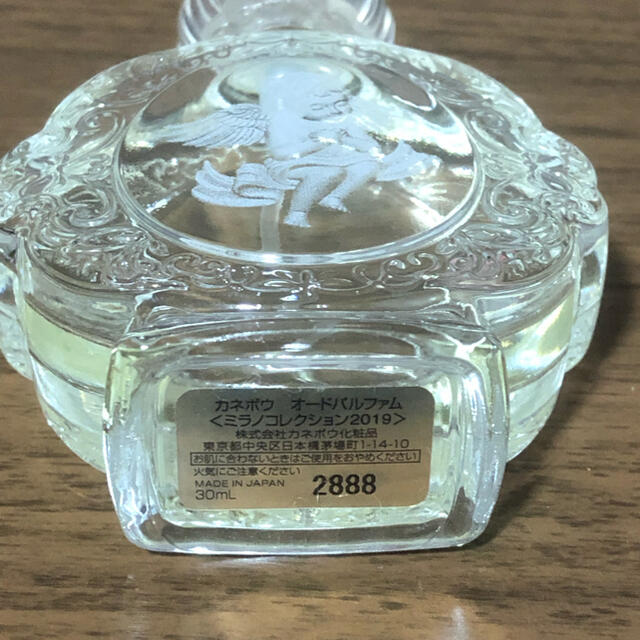 カネボウ　オードパルファム
＜ミラノコレクション2019＞
株式会社カネボウ化粧品
東京都中央区日本橋茅場町1-14-10
お肌に合わないときはご使用をおやめください
火気にご注意ください
MADE IN JAPAN
30mL
2888